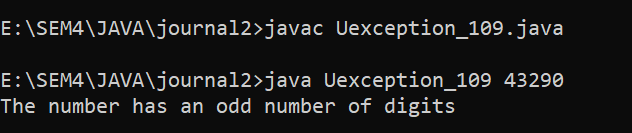 E:\SEM4\JAVA\journal2>javac Uexception_109.java
E:\SEM4\JAVA\journal2>java Uexception_109 43290
The number has an odd number of digits